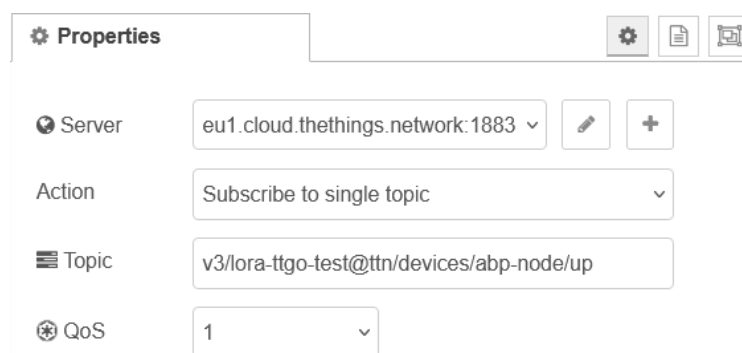 Properties
Server eu1.cloud.thethings.network:1883
Action Subscribe to single topic
Topic v3/lora-ttgo-test@ttn/devices/abp-node/up
QoS 1